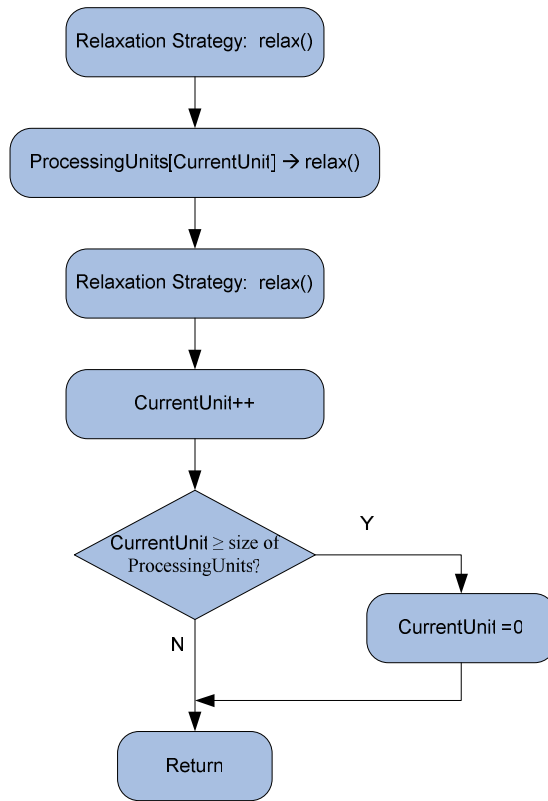 Relaxation Strategy: relax()
ProcessingUnits[CurrentUnit] → relax()
Relaxation Strategy: relax()
CurrentUnit++
CurrentUnit ≥ size of
ProcessingUnits?
Y
N
CurrentUnit =0
Return